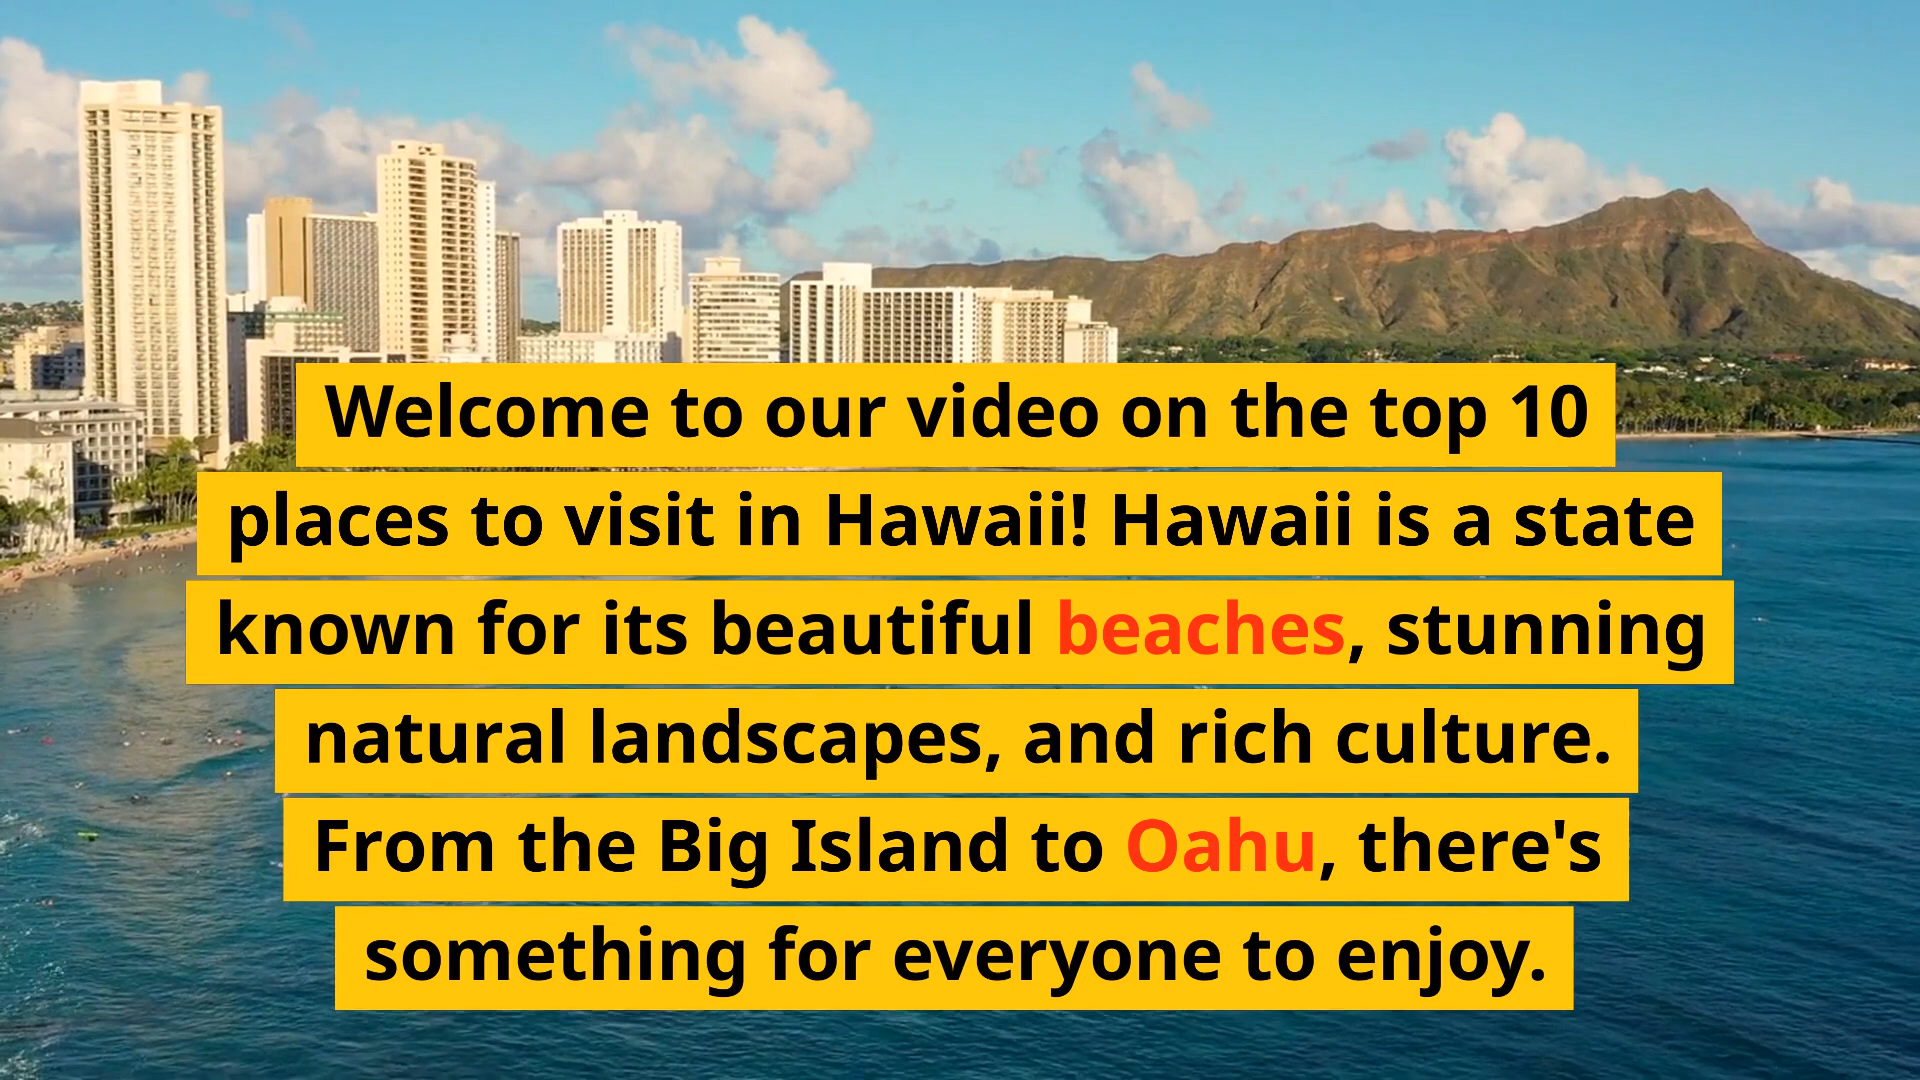 Welcome to our video on the top 10
places to visit in Hawaii! Hawaii is a state
known for its beautiful beaches, stunning
natural landscapes, and rich culture.
From the Big Island to Oahu, there's
something for everyone to enjoy.